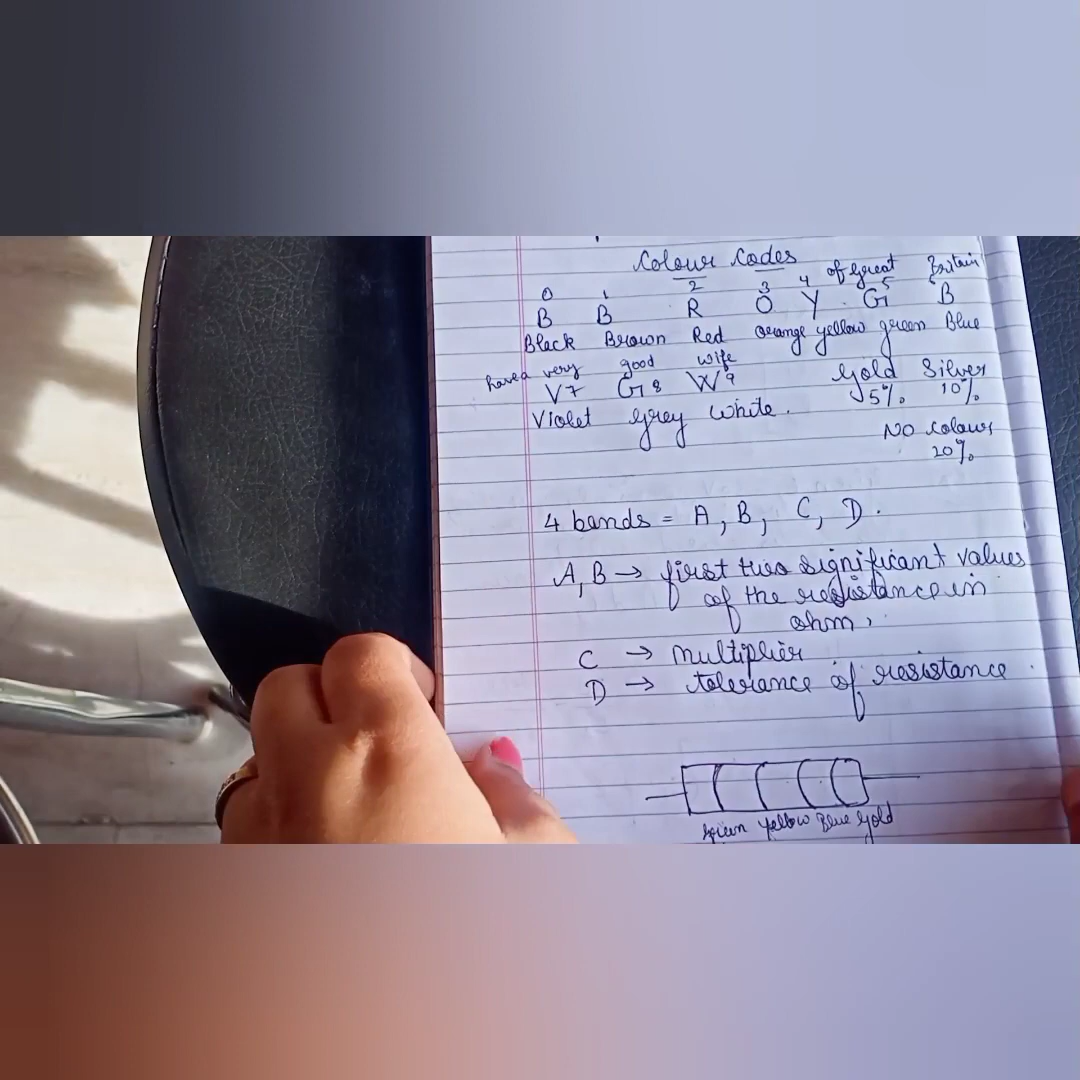 Colour Codes
of Great Britain
0 1 2 3 4 5
B B R O Y G B
Black Brown Red Orange yellow green Blue
have a very good wife
V7 G8 W9 Gold Silver
5% 10%
Violet Grey White.
No colour
20%
4 bands = A, B, C, D.
A, B → first two significant values
of the resistance in
ohm,
C → Multiplier
D → tolerance of resistance.
Green Yellow Blue Gold